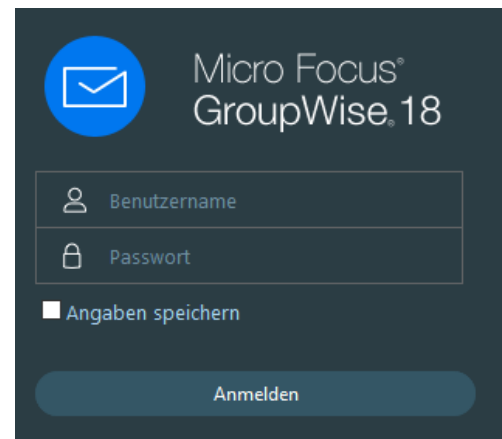 Micro Focus®
GroupWise® 18
Benutzername
Passwort
Angaben speichern
Anmelden